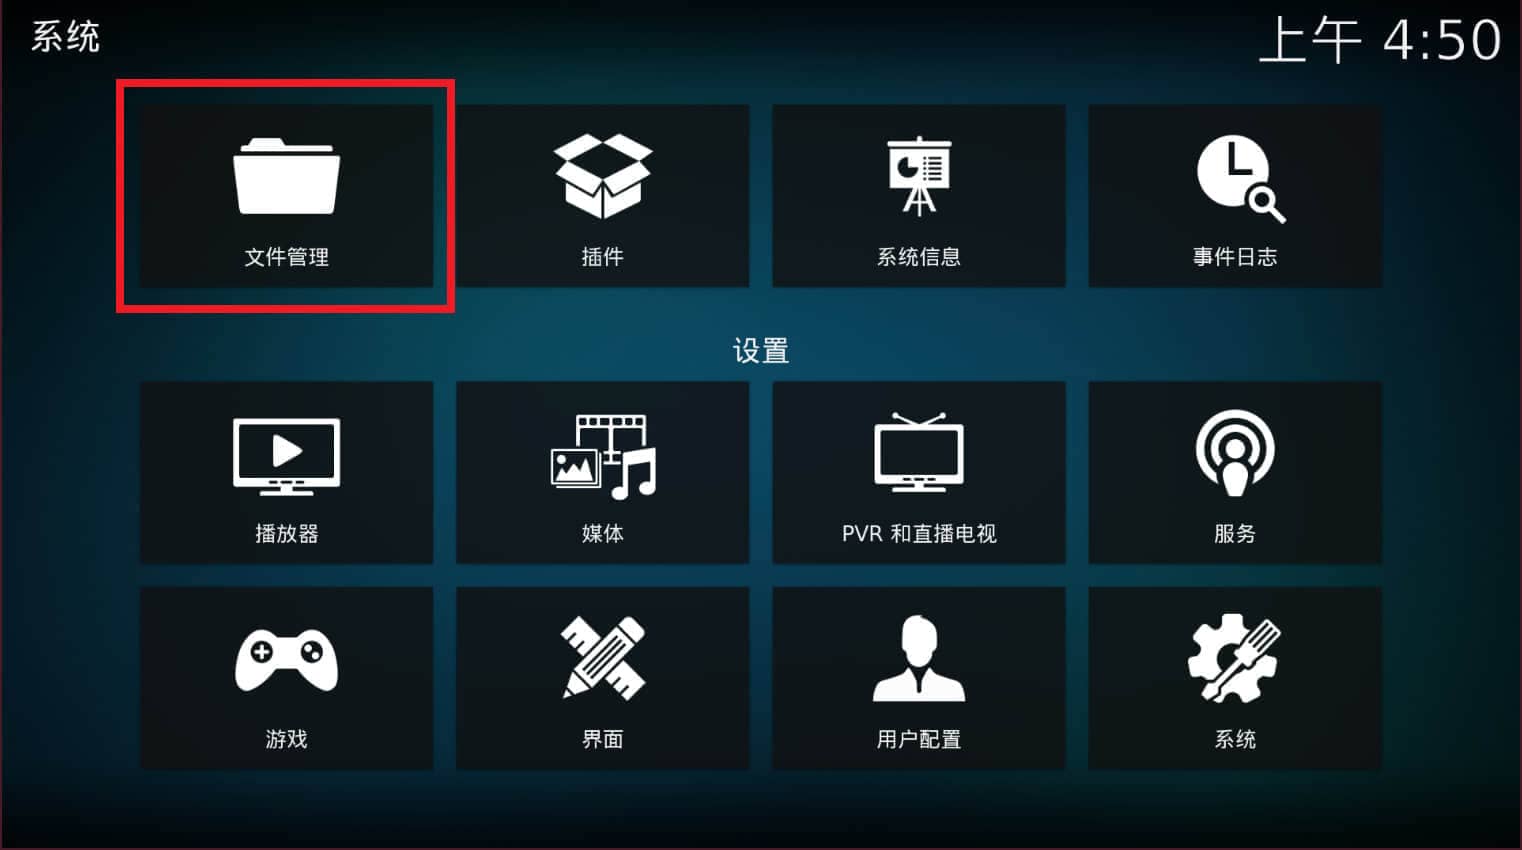 系统
上午 4:50
文件管理
插件
系统信息
事件日志
设置
播放器
媒体
PVR 和直播电视
服务
游戏
界面
用户配置
系统